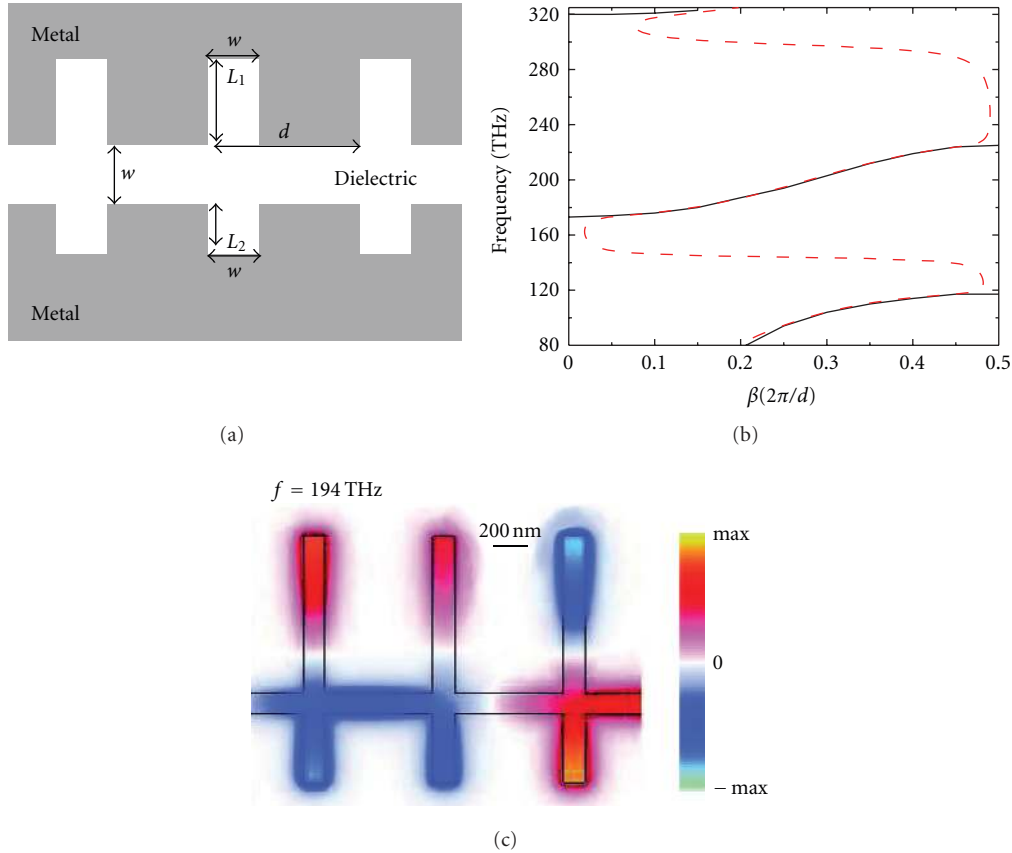 Metal
w
L1
d
w
Dielectric
L2
w
Metal
(a)
Frequency (THz)
320
280
240
200
160
120
80
0 0.1 0.2 0.3 0.4 0.5
β(2π/d)
(b)
f = 194 THz
200 nm
max
0
− max
(c)